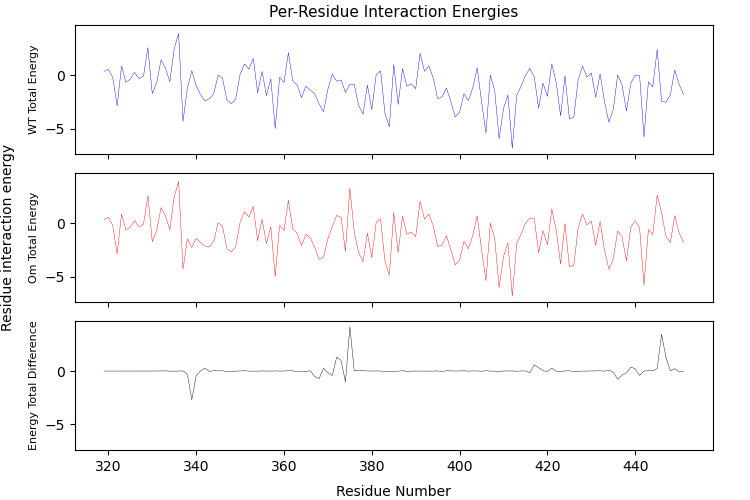 Per-Residue Interaction Energies
Residue interaction energy
WT Total Energy
0
−5
Om Total Energy
0
−5
Energy Total Difference
0
−5
320 340 360 380 400 420 440
Residue Number